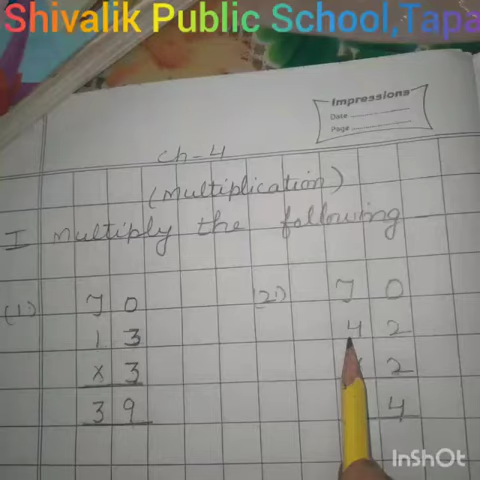 Shivalik Public School,Tapa
Impressions
Date
Page
Ch-4
(Multiplication)
I Multiply the following
(1) T O (2) T O
1 3 4 2
x 3 x 2
3 9 4
InShOt